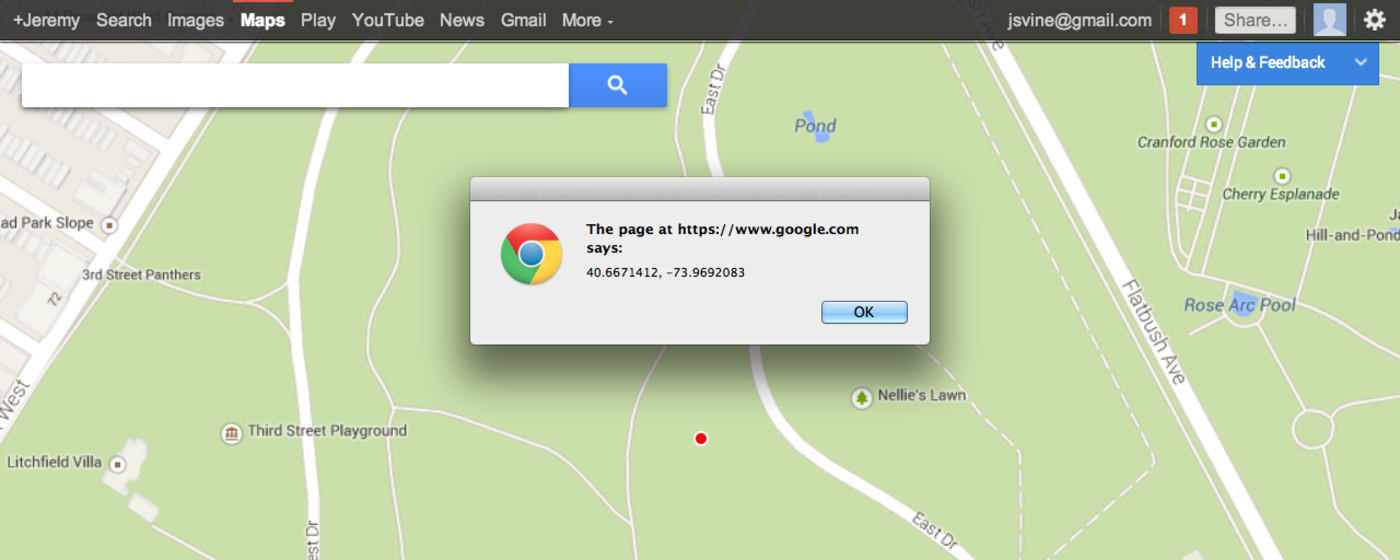 +Jeremy Search Images Maps Play YouTube News Gmail More
jsvine@gmail.com 1 Share...
Help & Feedback
East Dr
Pond
Cranford Rose Garden
Cherry Esplanade
ad Park Slope
The page at https://www.google.com
says:
40.6671412, -73.9692083
OK
Hill-and-Pond
3rd Street Panthers
72
Rose Arc Pool
Flatbush Ave
West
Nellie's Lawn
Third Street Playground
Litchfield Villa
East Dr
est Dr